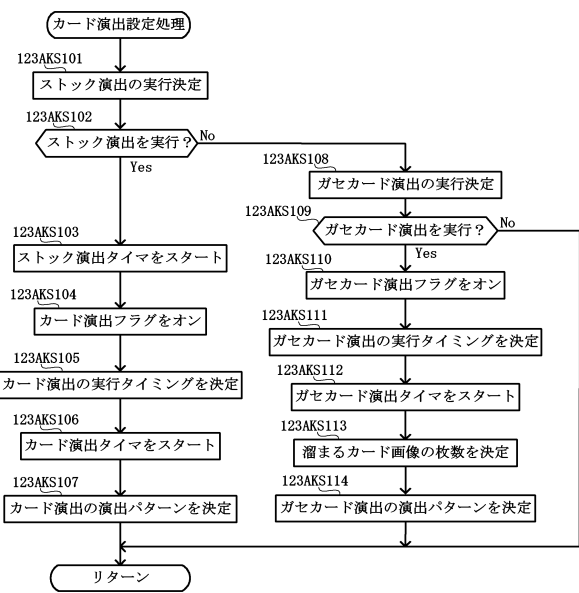 カード演出設定処理
123AKS101
ストック演出の実行決定
123AKS102
ストック演出を実行？
No
Yes
123AKS103
ストック演出タイマをスタート
123AKS104
カード演出フラグをオン
123AKS105
カード演出の実行タイミングを決定
123AKS106
カード演出タイマをスタート
123AKS107
カード演出の演出パターンを決定
123AKS108
ガセカード演出の実行決定
123AKS109
ガセカード演出を実行？
No
Yes
123AKS110
ガセカード演出フラグをオン
123AKS111
ガセカード演出の実行タイミングを決定
123AKS112
ガセカード演出タイマをスタート
123AKS113
溜まるカード画像の枚数を決定
123AKS114
ガセカード演出の演出パターンを決定
リターン